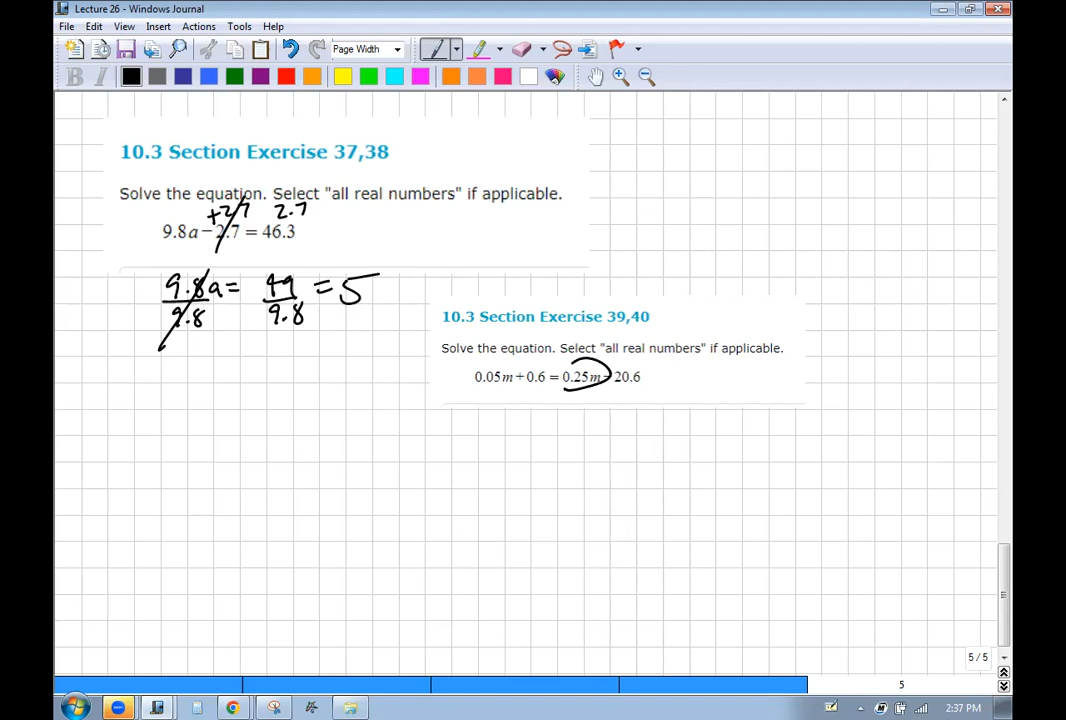 Lecture 26 - Windows Journal
File Edit View Insert Actions Tools Help
Page Width
B I
10.3 Section Exercise 37,38
Solve the equation. Select "all real numbers" if applicable.
+2.7 2.7
9.8a − 2.7 = 46.3
9.8a = 49 = 5
9.8 9.8
10.3 Section Exercise 39,40
Solve the equation. Select "all real numbers" if applicable.
0.05m + 0.6 = 0.25m − 20.6
5 / 5
5
2:37 PM